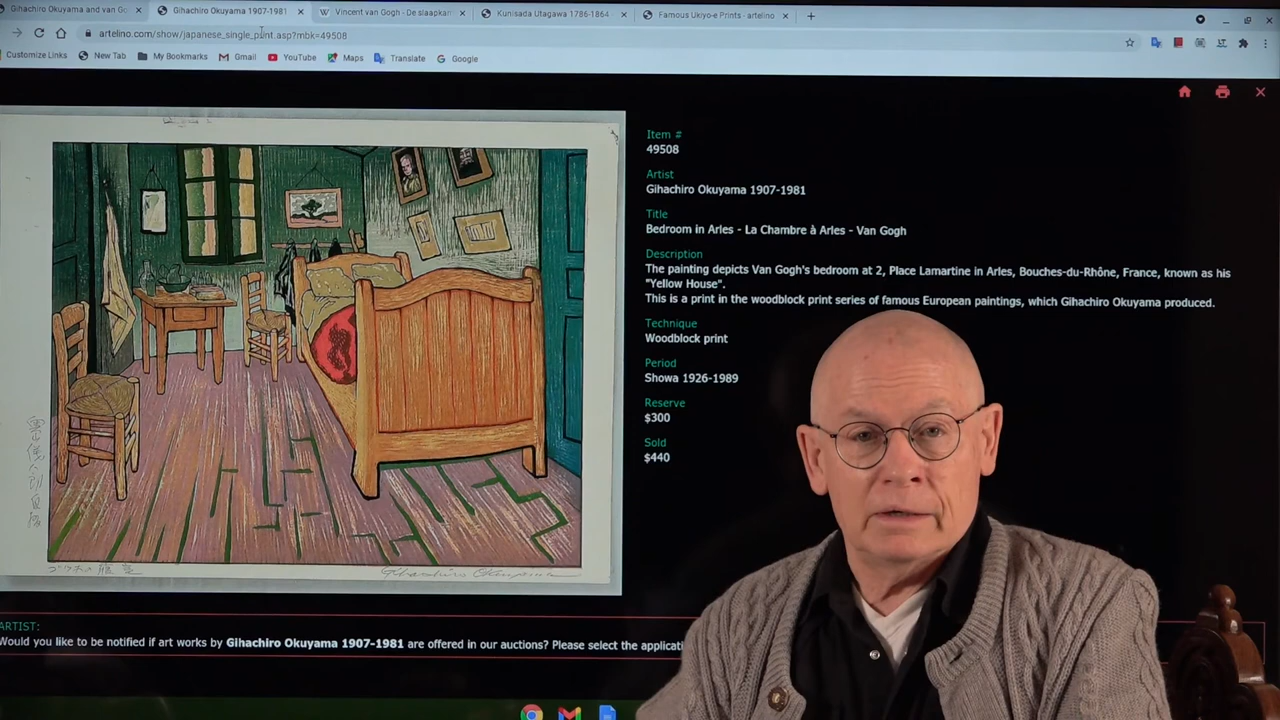 Gihachiro Okuyama and van Go
Gihachiro Okuyama 1907-1981
Vincent van Gogh - De slaapkam
Kunisada Utagawa 1786-1864 -
Famous Ukiyo-e Prints - artelino
artelino.com/show/japanese_single_print.asp?mbk=49508
Customize Links
New Tab
My Bookmarks
Gmail
YouTube
Maps
Translate
Google
Item #
49508
Artist
Gihachiro Okuyama 1907-1981
Title
Bedroom in Arles - La Chambre à Arles - Van Gogh
Description
The painting depicts Van Gogh's bedroom at 2, Place Lamartine in Arles, Bouches-du-Rhône, France, known as his
"Yellow House".
This is a print in the woodblock print series of famous European paintings, which Gihachiro Okuyama produced.
Technique
Woodblock print
Period
Showa 1926-1989
Reserve
$300
Sold
$440
Gihachiro Okuyama
ARTIST:
Would you like to be notified if art works by Gihachiro Okuyama 1907-1981 are offered in our auctions? Please select the applicati